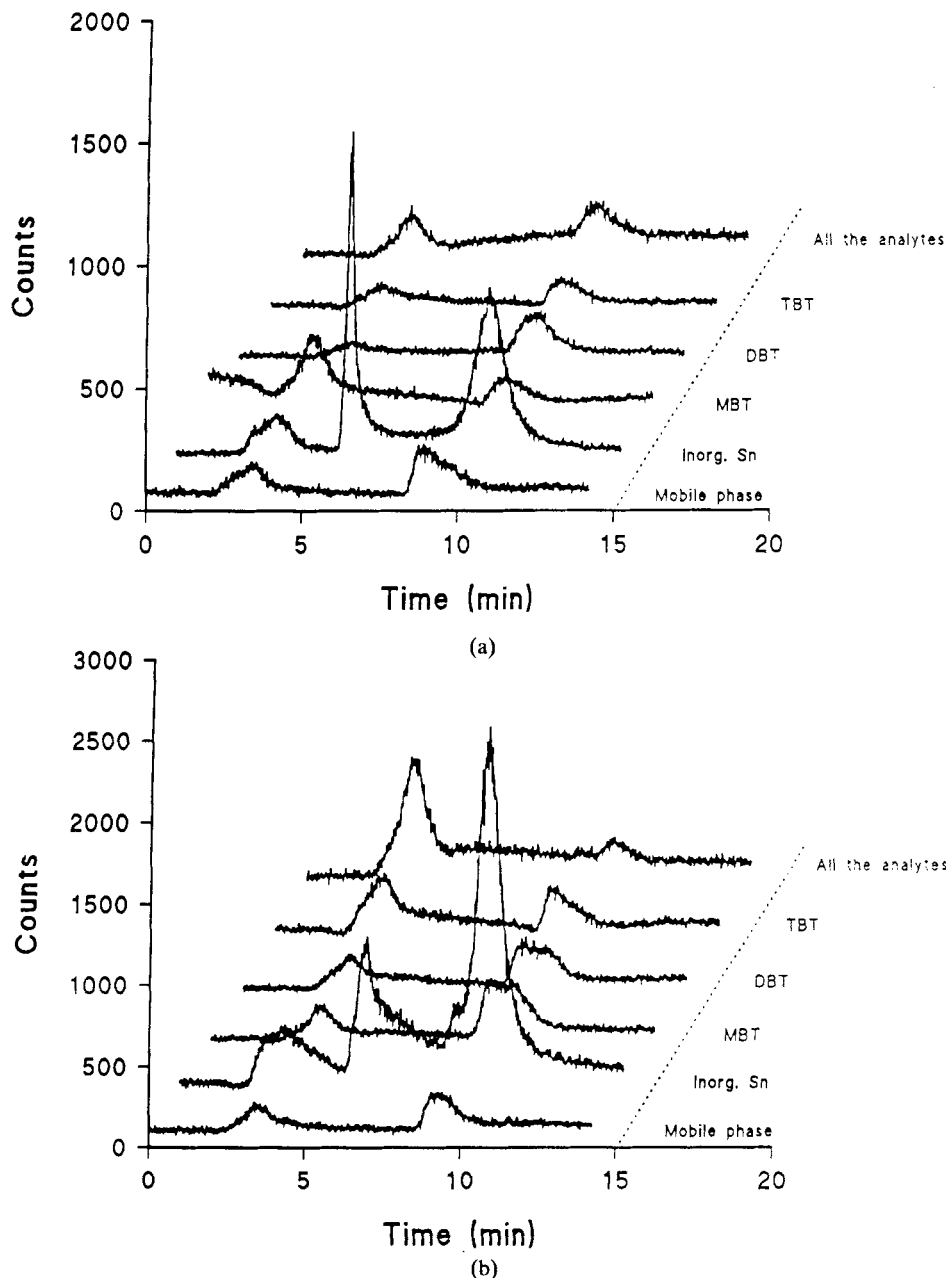 2000
1500
1000
500
0
Counts
All the analytes
TBT
DBT
MBT
Inorg. Sn
Mobile phase
0 5 10 15 20
Time (min)
(a)
3000
2500
2000
1500
1000
500
0
Counts
All the analytes
TBT
DBT
MBT
Inorg. Sn
Mobile phase
0 5 10 15 20
Time (min)
(b)